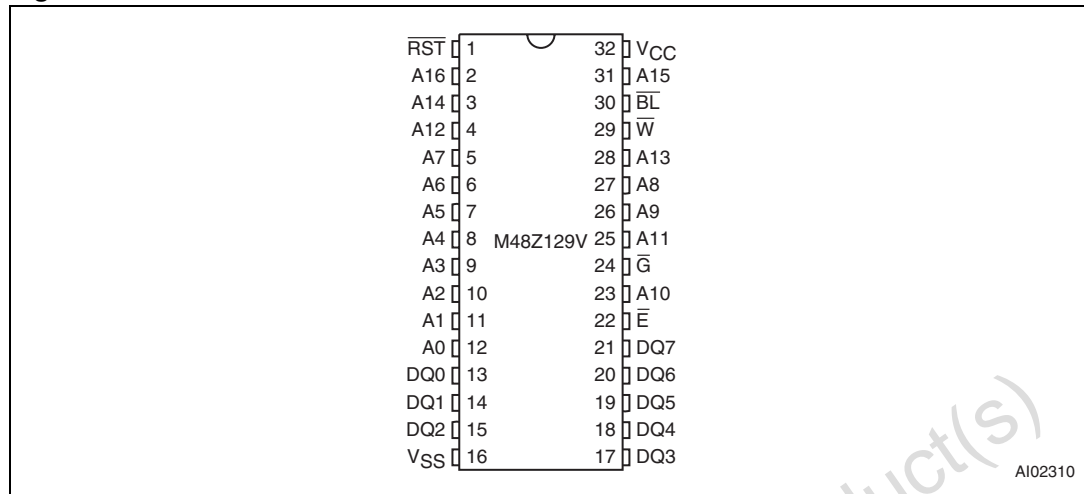 R̅S̅T̅ 1 32 VCC
A16 2 31 A15
A14 3 30 B̅L̅
A12 4 29 W̅
A7 5 28 A13
A6 6 27 A8
A5 7 26 A9
A4 8 M48Z129V 25 A11
A3 9 24 G̅
A2 10 23 A10
A1 11 22 E̅
A0 12 21 DQ7
DQ0 13 20 DQ6
DQ1 14 19 DQ5
DQ2 15 18 DQ4
VSS 16 17 DQ3
AI02310